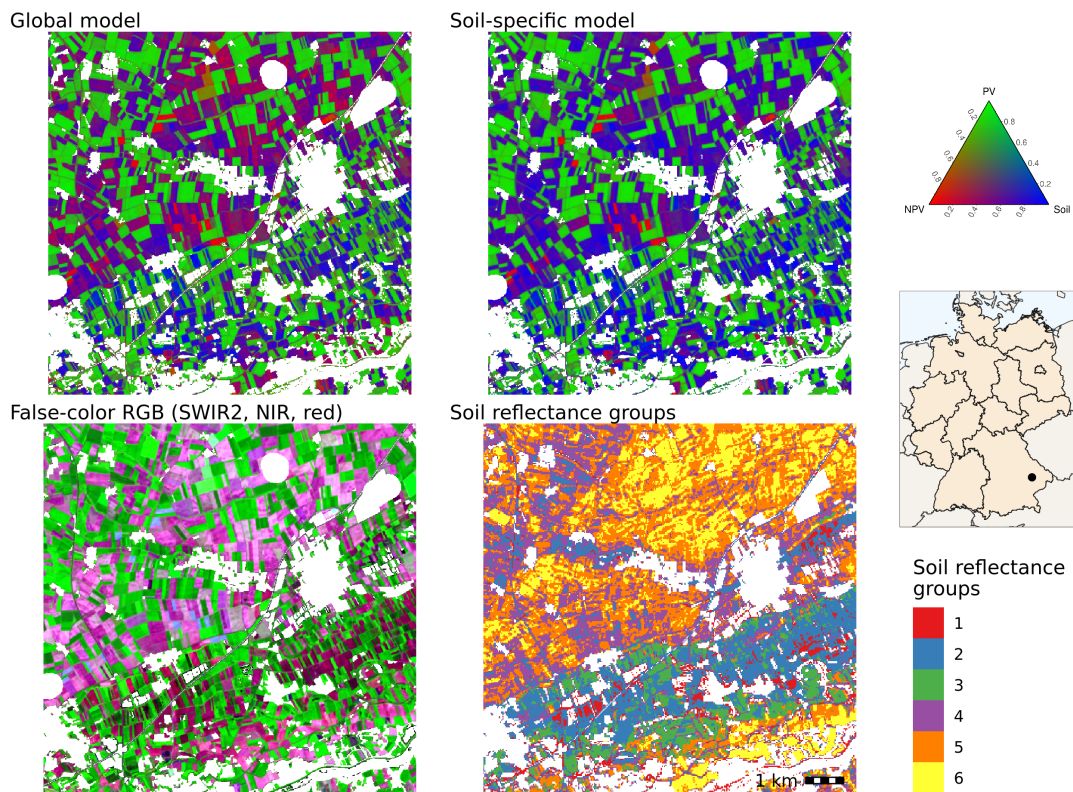 Global model
Soil-specific model
PV
0.2
0.8
0.4
0.6
0.6
0.4
0.8
0.2
NPV
Soil
0.2
0.4
0.6
0.8
False-color RGB (SWIR2, NIR, red)
Soil reflectance groups
1 km
Soil reflectance
groups
1
2
3
4
5
6